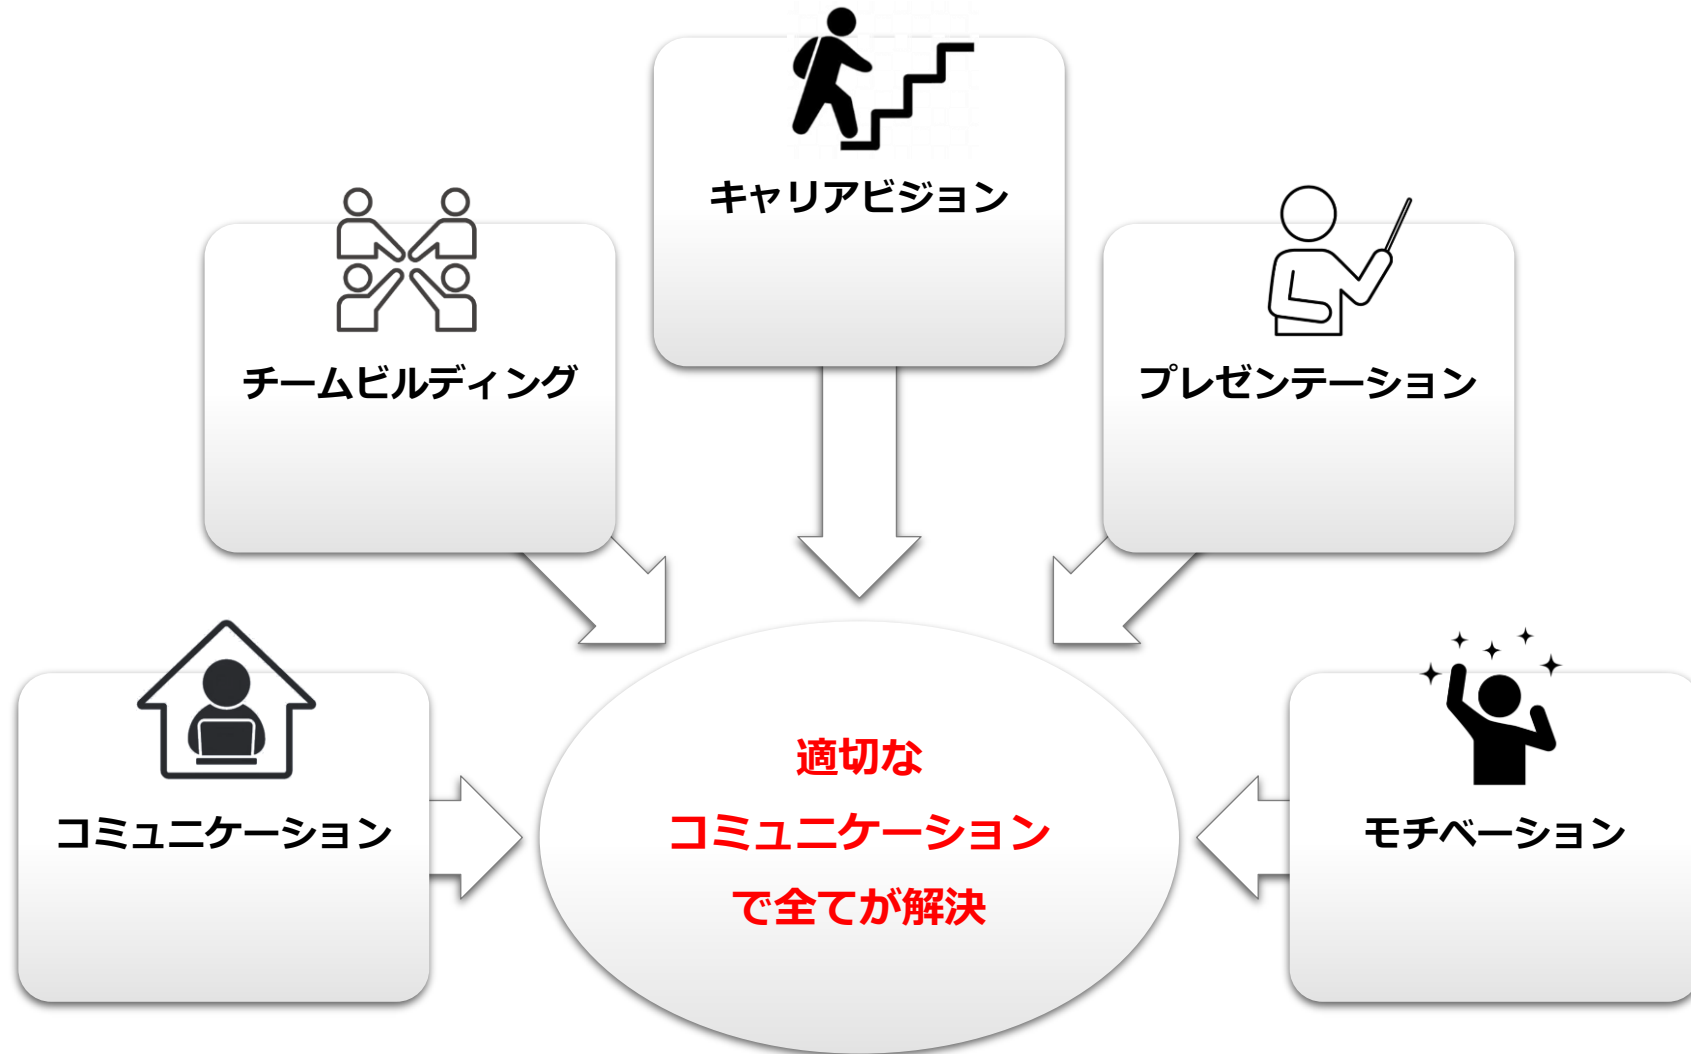 キャリアビジョン
チームビルディング
プレゼンテーション
コミュニケーション
適切な
コミュニケーション
で全てが解決
モチベーション